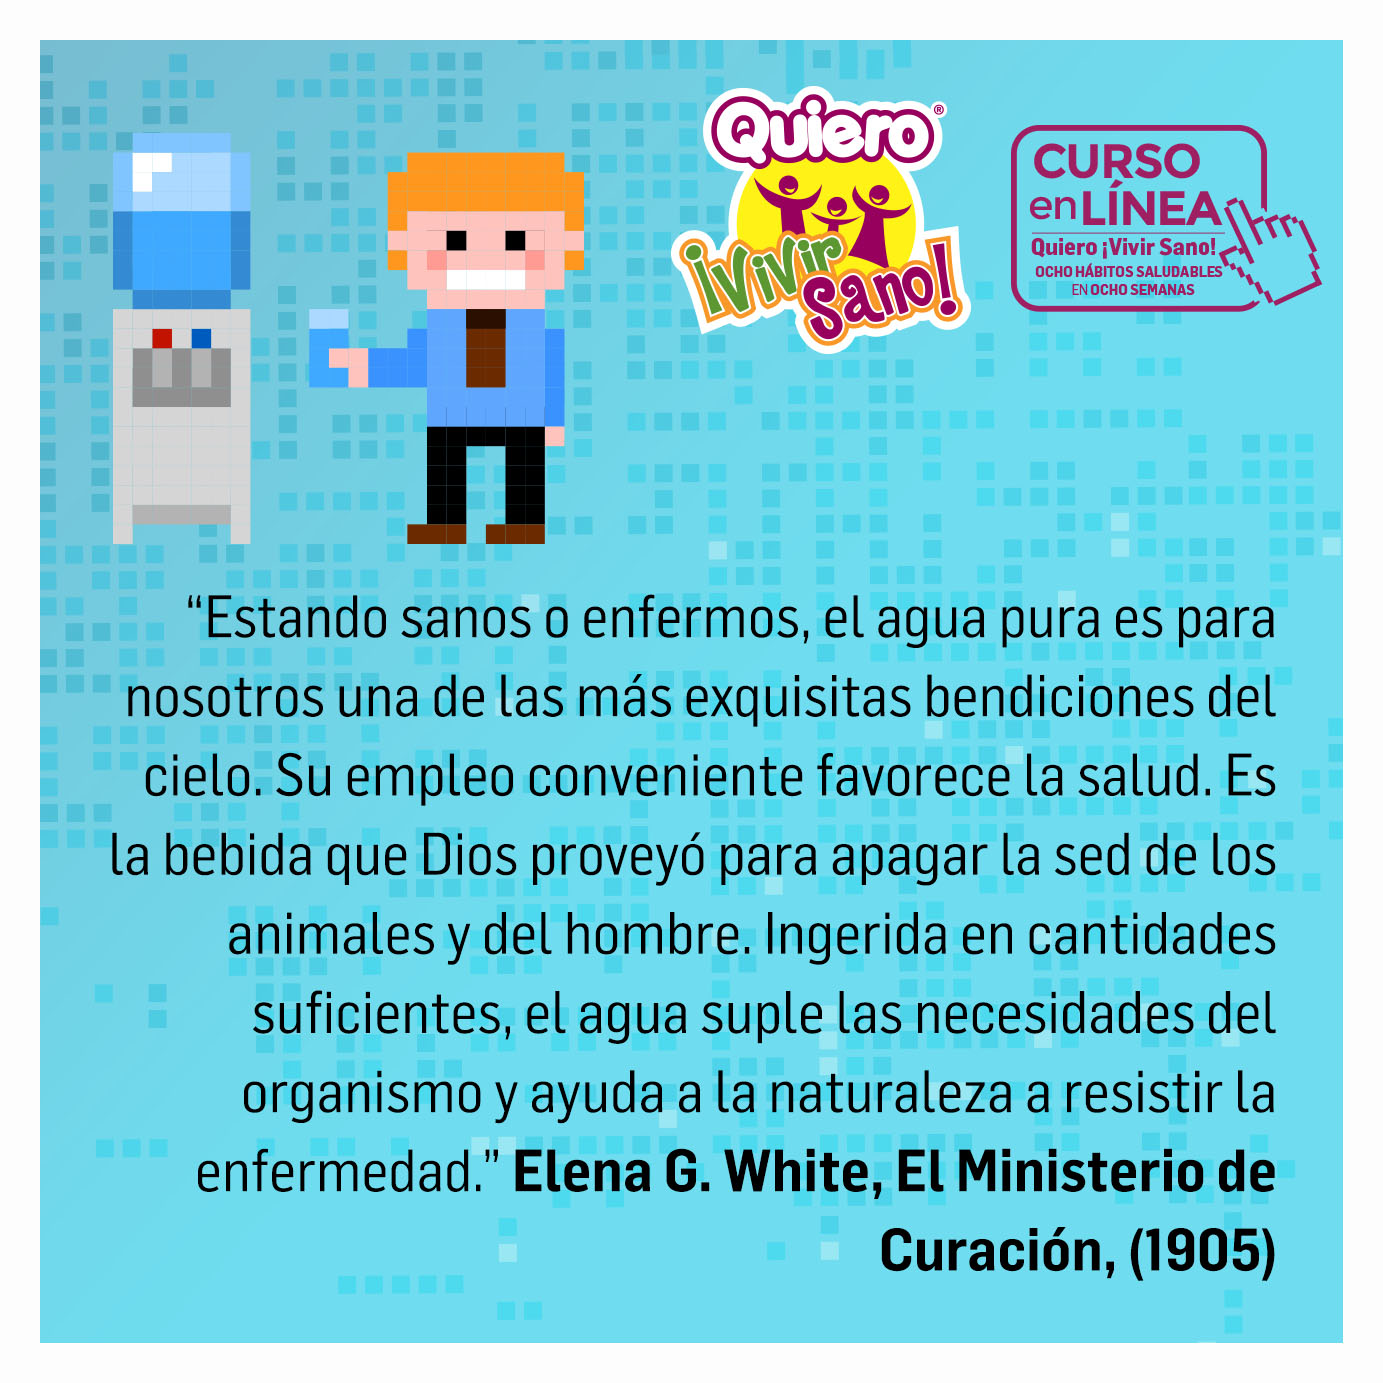 Quiero®
¡Vivir
Sano!
CURSO
en LÍNEA
Quiero ¡Vivir Sano!
OCHO HÁBITOS SALUDABLES
EN OCHO SEMANAS
“Estando sanos o enfermos, el agua pura es para
nosotros una de las más exquisitas bendiciones del
cielo. Su empleo conveniente favorece la salud. Es
la bebida que Dios proveyó para apagar la sed de los
animales y del hombre. Ingerida en cantidades
suficientes, el agua suple las necesidades del
organismo y ayuda a la naturaleza a resistir la
enfermedad.” Elena G. White, El Ministerio de
Curación, (1905)